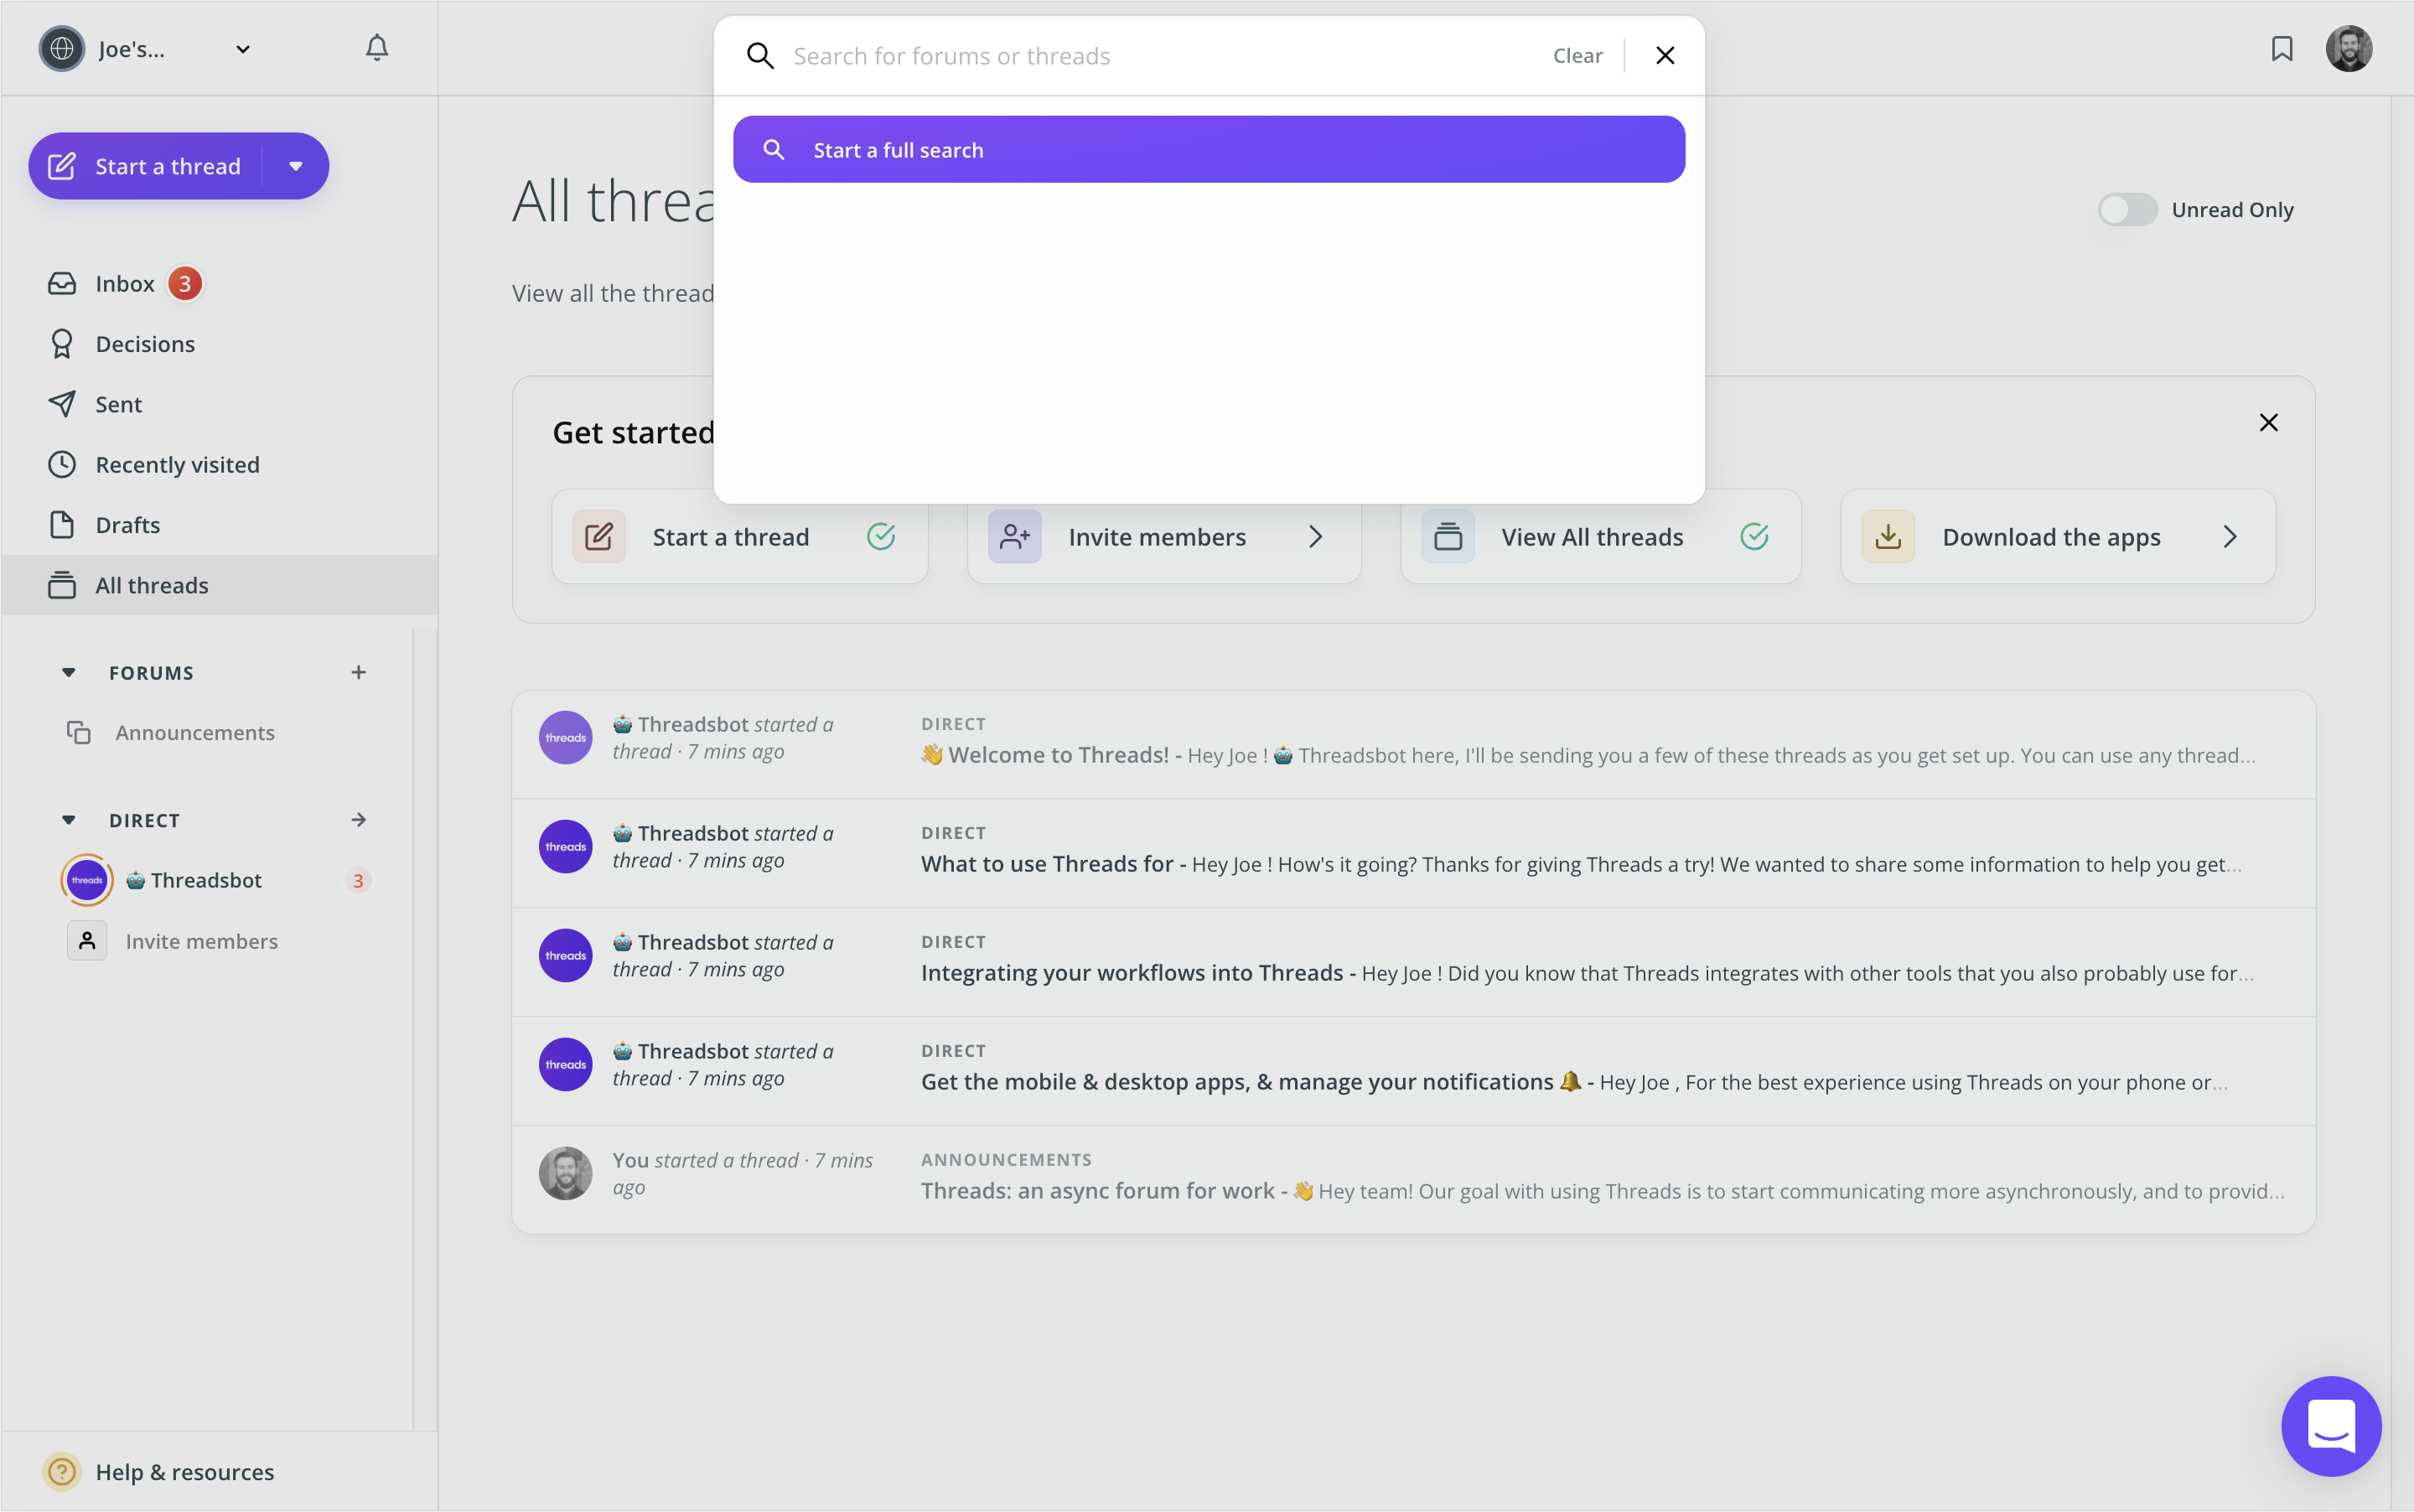 Joe's...
Search for forums or threads
Clear
Start a full search
Start a thread
Inbox 3
Decisions
Sent
Recently visited
Drafts
All threads
FORUMS
Announcements
DIRECT
🤖 Threadsbot 3
threads
Invite members
Help & resources
All threa
Unread Only
View all the thread
Get started
Start a thread
Invite members
View All threads
Download the apps
threads
🤖 Threadsbot started a
thread · 7 mins ago
DIRECT
👋 Welcome to Threads! - Hey Joe ! 🤖 Threadsbot here, I'll be sending you a few of these threads as you get set up. You can use any thread...
threads
🤖 Threadsbot started a
thread · 7 mins ago
DIRECT
What to use Threads for - Hey Joe ! How's it going? Thanks for giving Threads a try! We wanted to share some information to help you get...
threads
🤖 Threadsbot started a
thread · 7 mins ago
DIRECT
Integrating your workflows into Threads - Hey Joe ! Did you know that Threads integrates with other tools that you also probably use for...
threads
🤖 Threadsbot started a
thread · 7 mins ago
DIRECT
Get the mobile & desktop apps, & manage your notifications 🔔 - Hey Joe , For the best experience using Threads on your phone or...
You started a thread · 7 mins
ago
ANNOUNCEMENTS
Threads: an async forum for work - 👋 Hey team! Our goal with using Threads is to start communicating more asynchronously, and to provid...